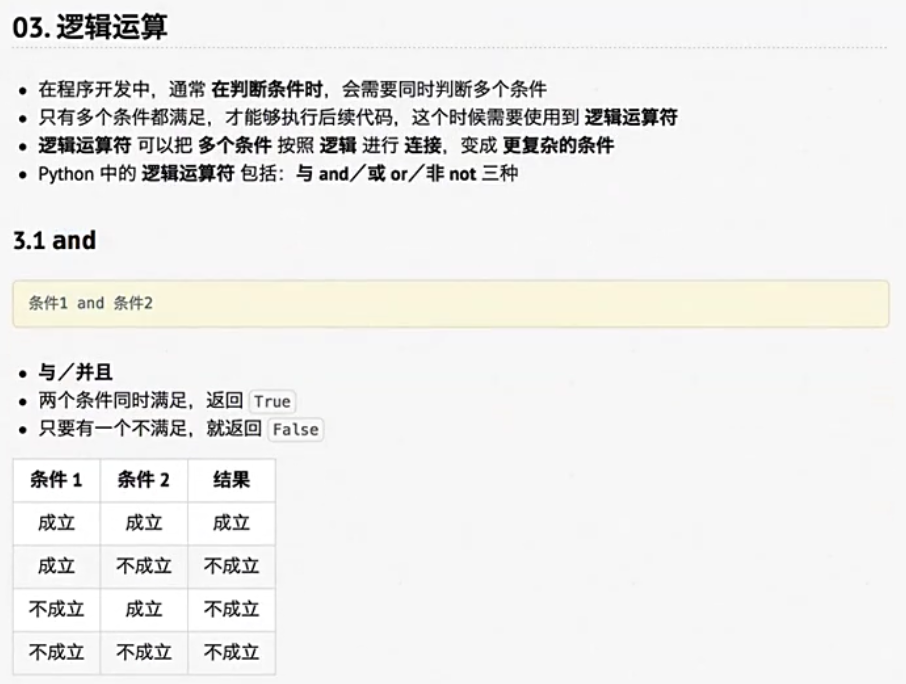 03. 逻辑运算
在程序开发中，通常 在判断条件时，会需要同时判断多个条件
只有多个条件都满足，才能够执行后续代码，这个时候需要使用到 逻辑运算符
逻辑运算符 可以把 多个条件 按照 逻辑 进行 连接，变成 更复杂的条件
Python 中的 逻辑运算符 包括：与 and／或 or／非 not 三种
3.1 and
条件1 and 条件2
与／并且
两个条件同时满足，返回 True
只要有一个不满足，就返回 False
条件 1 条件 2 结果
成立 成立 成立
成立 不成立 不成立
不成立 成立 不成立
不成立 不成立 不成立